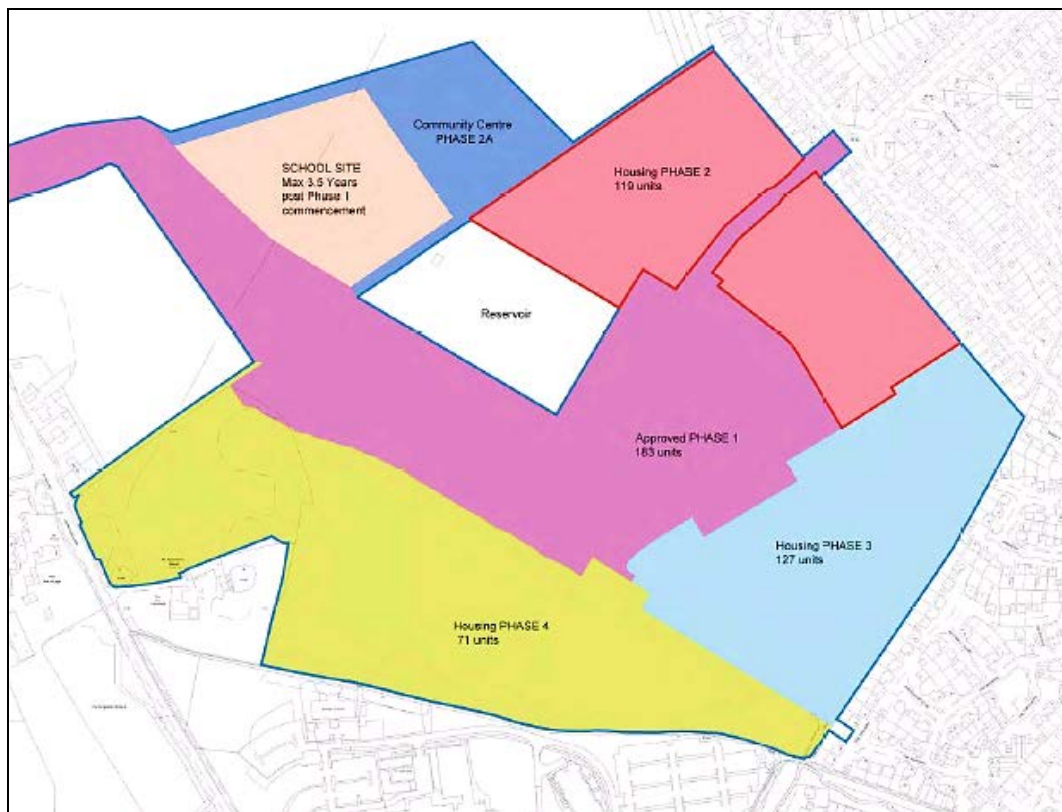 Community Centre
PHASE 2A
SCHOOL SITE
Max 3.5 Years
post Phase 1
commencement
Housing PHASE 2
119 units
Reservoir
Approved PHASE 1
183 units
Housing PHASE 3
127 units
Housing PHASE 4
71 units